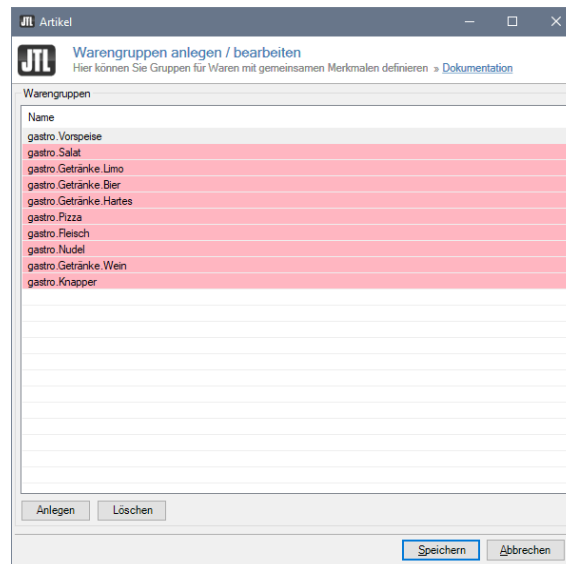 JTL Artikel
JTL
Warengruppen anlegen / bearbeiten
Hier können Sie Gruppen für Waren mit gemeinsamen Merkmalen definieren » Dokumentation
Warengruppen
Name
gastro.Vorspeise
gastro.Salat
gastro.Getränke.Limo
gastro.Getränke.Bier
gastro.Getränke.Hartes
gastro.Pizza
gastro.Fleisch
gastro.Nudel
gastro.Getränke.Wein
gastro.Knapper
Anlegen Löschen
Speichern Abbrechen